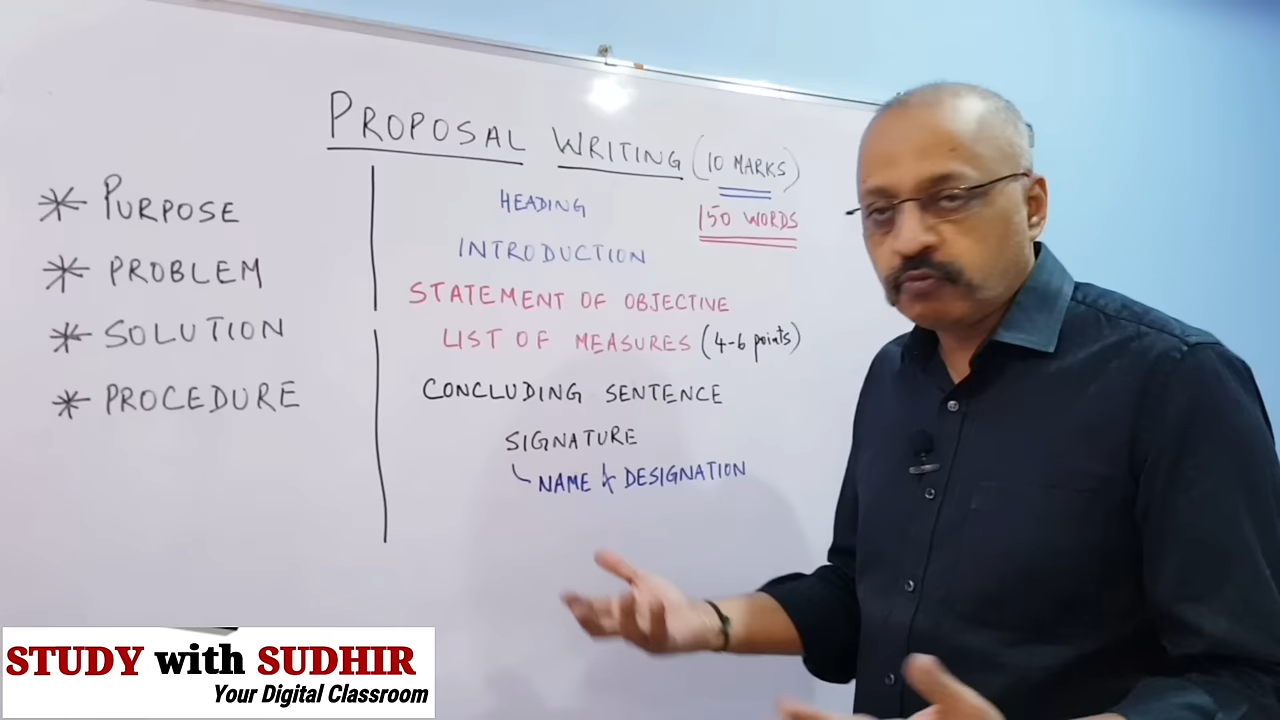 PROPOSAL WRITING (10 MARKS)
150 WORDS
* PURPOSE
* PROBLEM
* SOLUTION
* PROCEDURE
HEADING
INTRODUCTION
STATEMENT OF OBJECTIVE
LIST OF MEASURES (4-6 points)
CONCLUDING SENTENCE
SIGNATURE
NAME & DESIGNATION
STUDY with SUDHIR
Your Digital Classroom